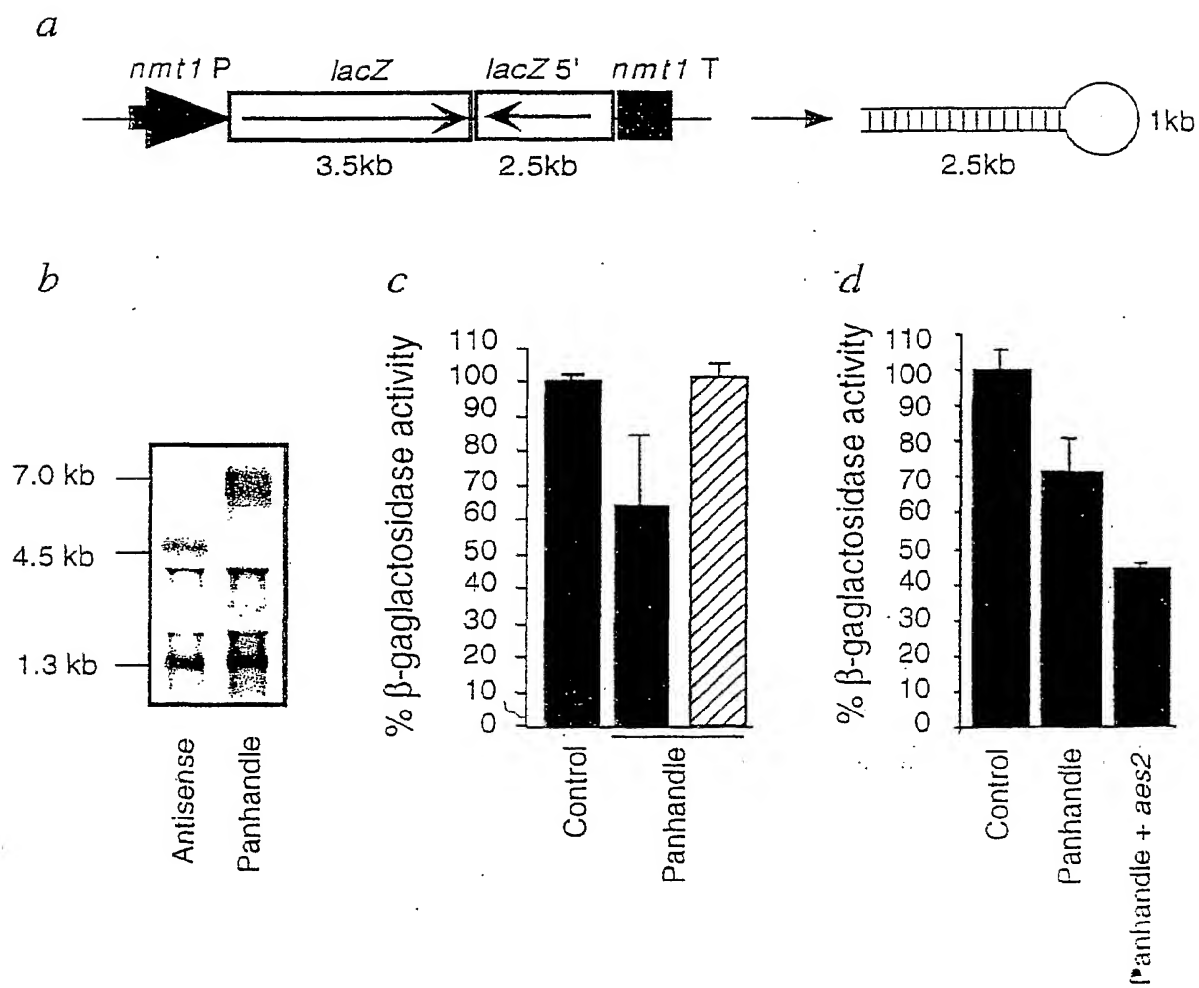 a
nmt1 P
lacZ
lacZ 5'
nmt1 T
3.5kb
2.5kb
2.5kb
1kb
b
7.0 kb
4.5 kb
1.3 kb
Antisense
Panhandle
c
% β-gaglactosidase activity
110
100
90
80
70
60
50
40
30
20
10
0
Control
Panhandle
d
% β-gaglactosidase activity
110
100
90
80
70
60
50
40
30
20
10
0
Control
Panhandle
Panhandle + aes2